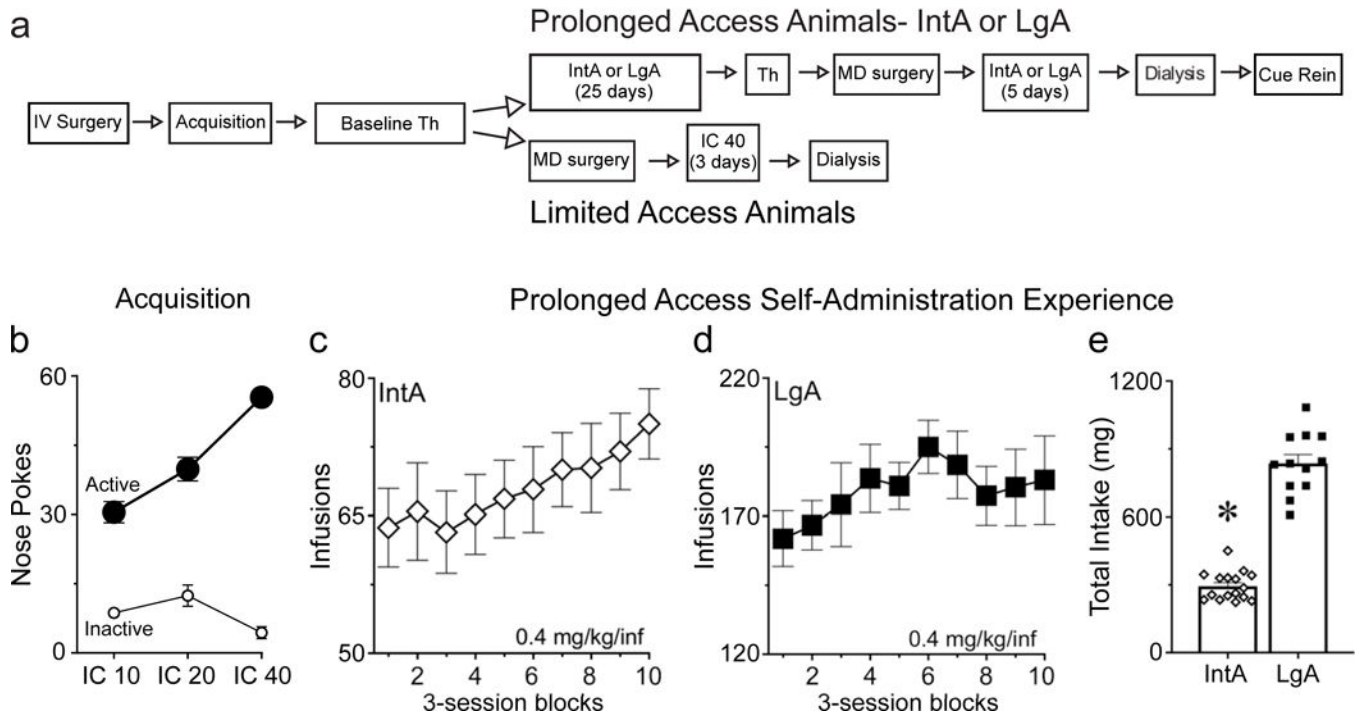 a
Prolonged Access Animals- IntA or LgA
IV Surgery
Acquisition
Baseline Th
IntA or LgA
(25 days)
Th
MD surgery
IntA or LgA
(5 days)
Dialysis
Cue Rein
MD surgery
IC 40
(3 days)
Dialysis
Limited Access Animals
Acquisition
Prolonged Access Self-Administration Experience
b
60
30
0
Nose Pokes
Active
Inactive
IC 10 IC 20 IC 40
c
80
65
50
Infusions
IntA
0.4 mg/kg/inf
2 4 6 8 10
3-session blocks
d
220
170
120
Infusions
LgA
0.4 mg/kg/inf
2 4 6 8 10
3-session blocks
e
1200
600
0
Total Intake (mg)
*
IntA LgA